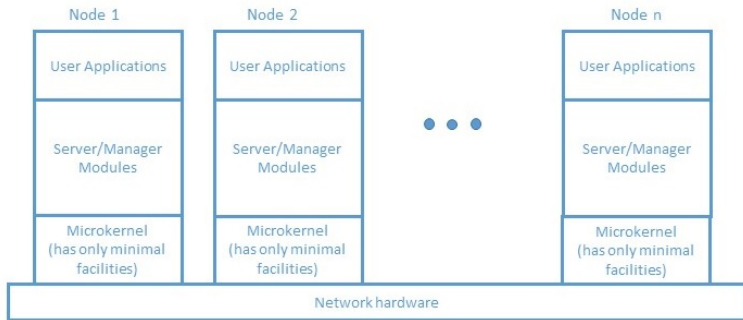 Node 1
Node 2
Node n
User Applications
User Applications
User Applications
Server/Manager
Modules
Server/Manager
Modules
Server/Manager
Modules
Microkernel
(has only minimal
facilities)
Microkernel
(has only minimal
facilities)
Microkernel
(has only minimal
facilities)
Network hardware